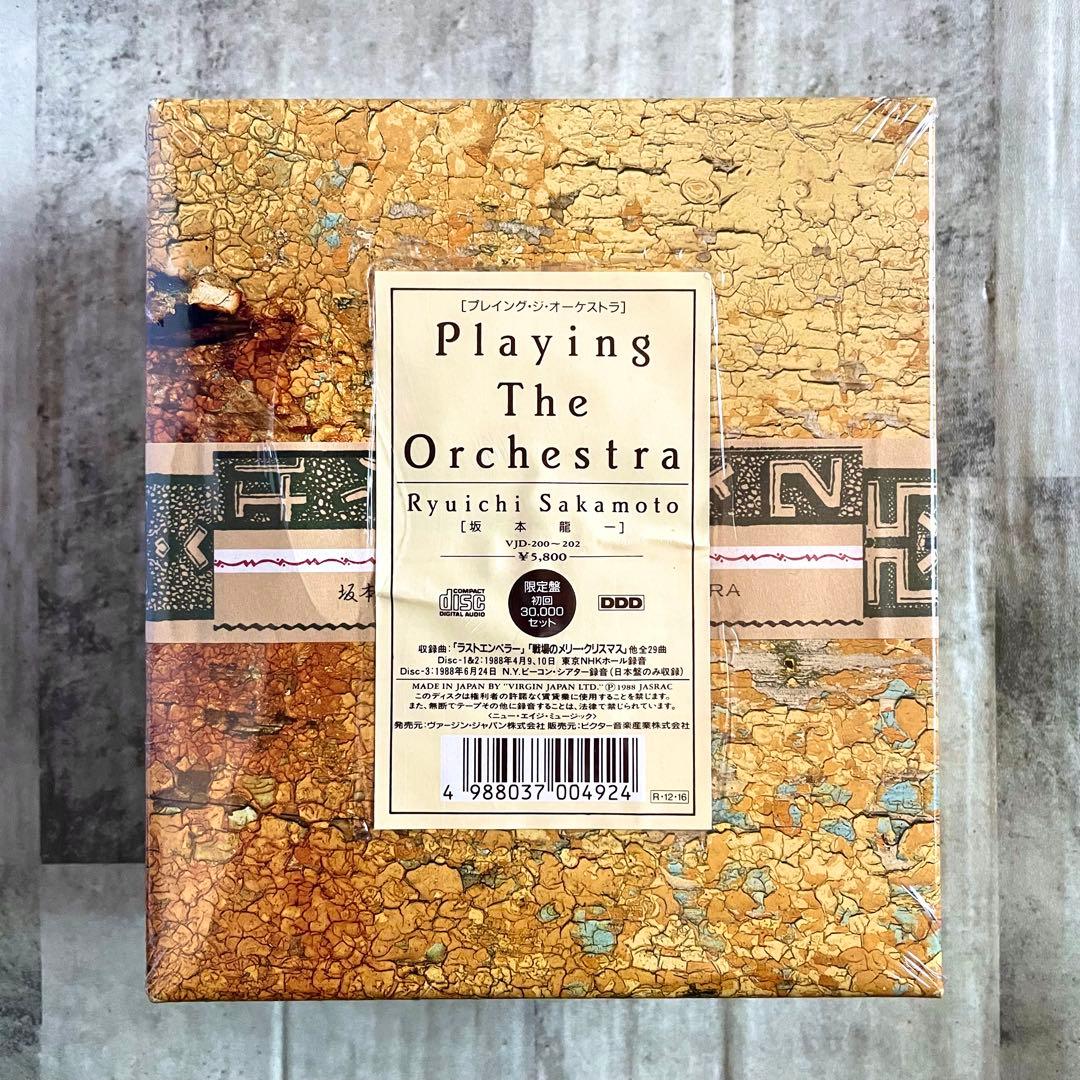 [プレイング・ジ・オーケストラ]
Playing
The
Orchestra
Ryuichi Sakamoto
[坂本龍一]
VJD-200〜202
¥5,800
坂本
RA
COMPACT
disc
DIGITAL AUDIO
限定盤
初回
30.000
セット
DDD
収録曲:「ラストエンペラー」「戦場のメリー・クリスマス」他全29曲
Disc-1&2:1988年4月9、10日 東京NHKホール録音
Disc-3:1988年6月24日 N.Y.ビーコン・シアター録音(日本盤のみ収録)
MADE IN JAPAN BY "VIRGIN JAPAN LTD." Ⓟ 1988 JASRAC
このディスクは権利者の許諾なく賃貸業に使用することを禁じます。
また、無断でテープその他に録音することは、法律で禁じられています。
<ニュー・エイジ・ミュージック>
発売元:ヴァージン・ジャパン株式会社 販売元:ビクター音楽産業株式会社
4 988037 004924
R・12・16